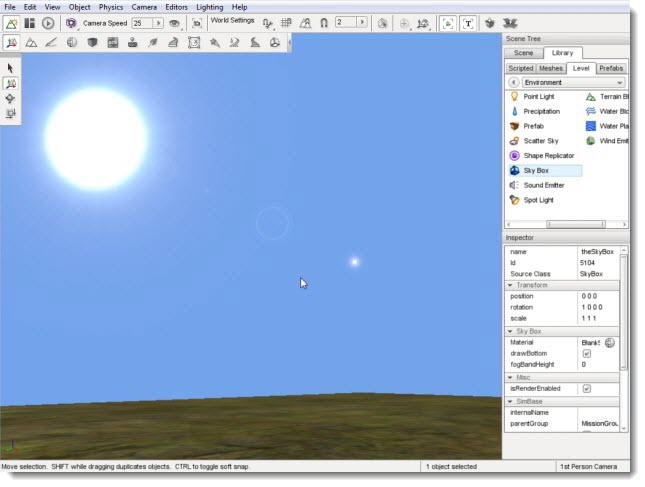 File Edit View Object Physics Camera Editors Lighting Help
Camera Speed 25 World Settings 2
Scene Tree
Scene Library
Scripted Meshes Level Prefabs
Environment
Point Light Terrain Bl
Precipitation Water Bloc
Prefab Water Pla
Scatter Sky Wind Emit
Shape Replicator
Sky Box
Sound Emitter
Spot Light
Inspector
name theSkyBox
Id 5104
Source Class SkyBox
Transform
position 0 0 0
rotation 1 0 0 0
scale 1 1 1
Sky Box
Material
drawBottom
fogBandHeight 0
Misc
isRenderEnabled
SimBase
internalName
parentGroup MissionGrou
Move selection. SHIFT while dragging duplicates objects. CTRL to toggle soft snap. 1 object selected 1st Person Camera